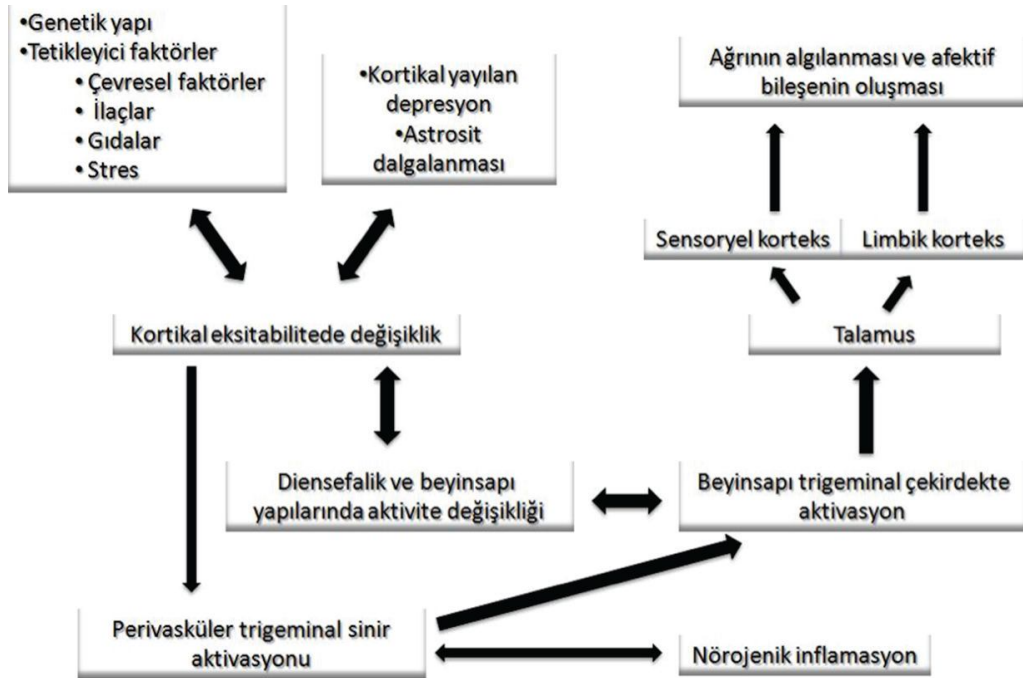 •Genetik yapı
•Tetikleyici faktörler
• Çevresel faktörler
• İlaçlar
• Gıdalar
• Stres
•Kortikal yayılan
depresyon
•Astrosit
dalgalanması
Ağrının algılanması ve afektif
bileşenin oluşması
Sensoryel korteks
Limbik korteks
Kortikal eksitabilitede değişiklik
Talamus
Diensefalik ve beyinsapı
yapılarında aktivite değişikliği
Beyinsapı trigeminal çekirdekte
aktivasyon
Perivasküler trigeminal sinir
aktivasyonu
Nörojenik inflamasyon